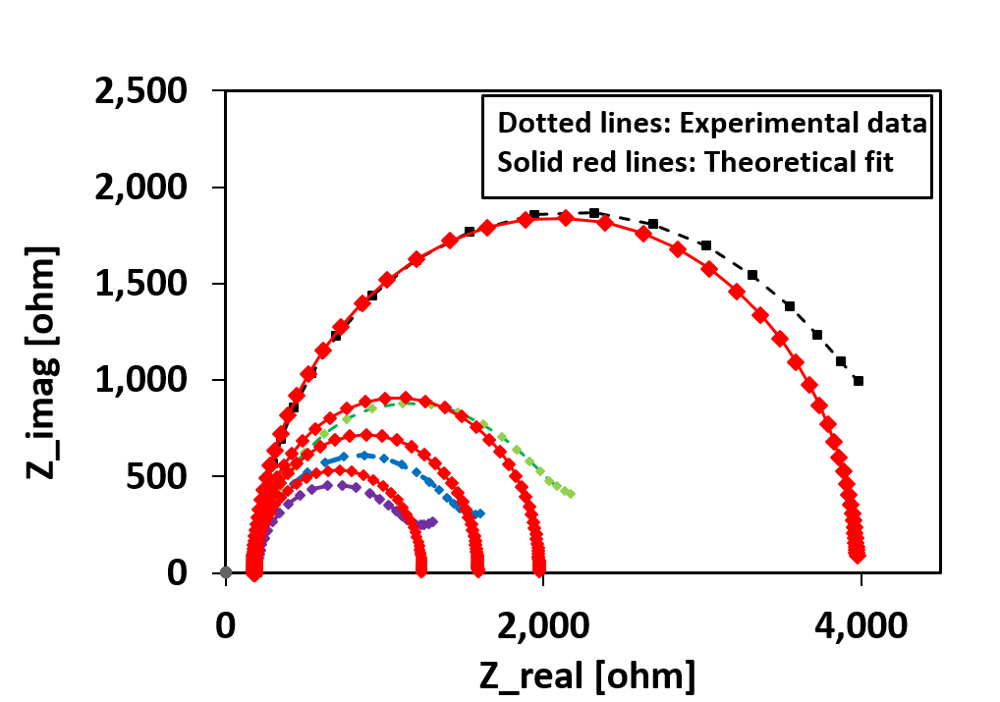 2,500
Dotted lines: Experimental data
Solid red lines: Theoretical fit
2,000
1,500
1,000
500
0
Z_imag [ohm]
0 2,000 4,000
Z_real [ohm]